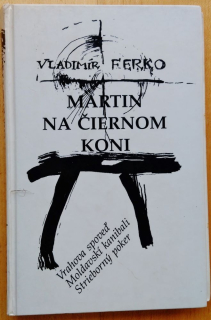 VLADIMÍR FERKO
MARTIN
NA ČIERNOM
KONI
Vrahova spoveď
Moldavskí kanibali
Strieborný poker